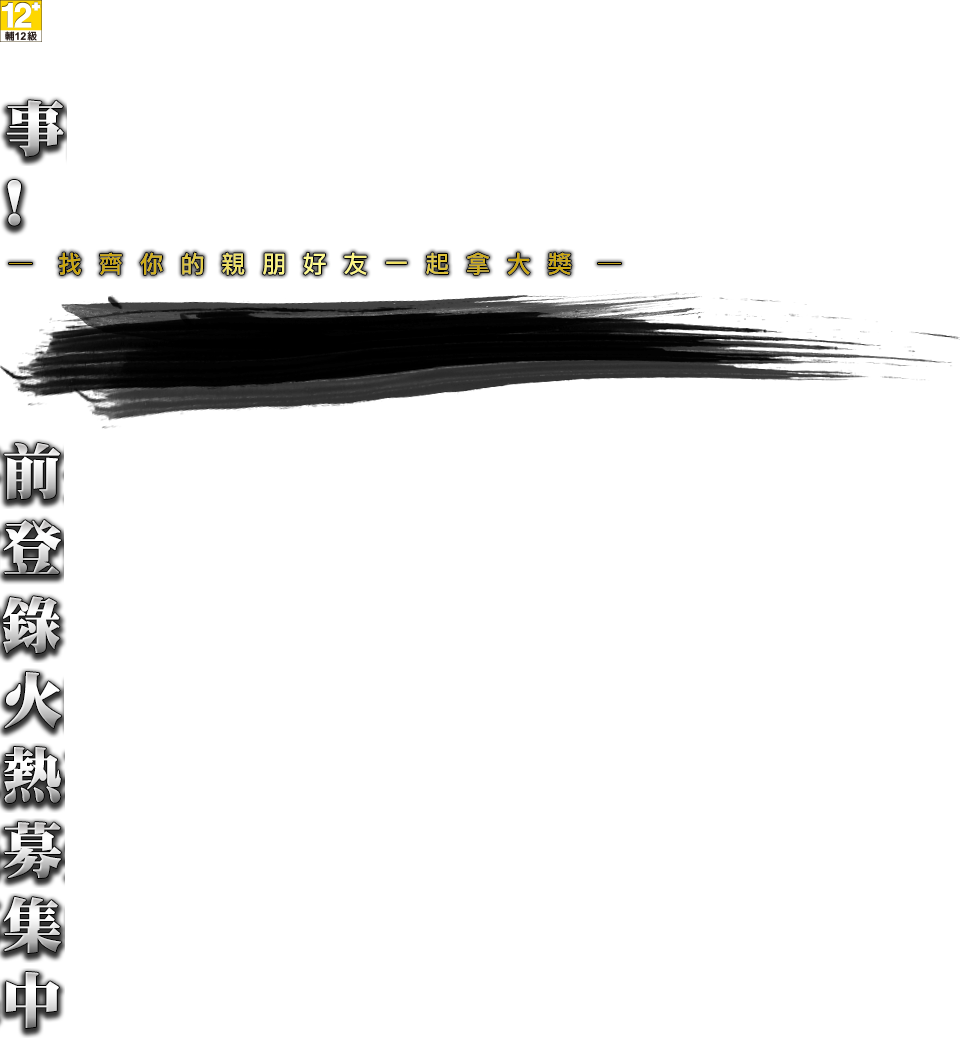 12+
輔12級
事
!
— 找齊你的親朋好友一起拿大獎 —
前
登
錄
火
熱
募
集
中